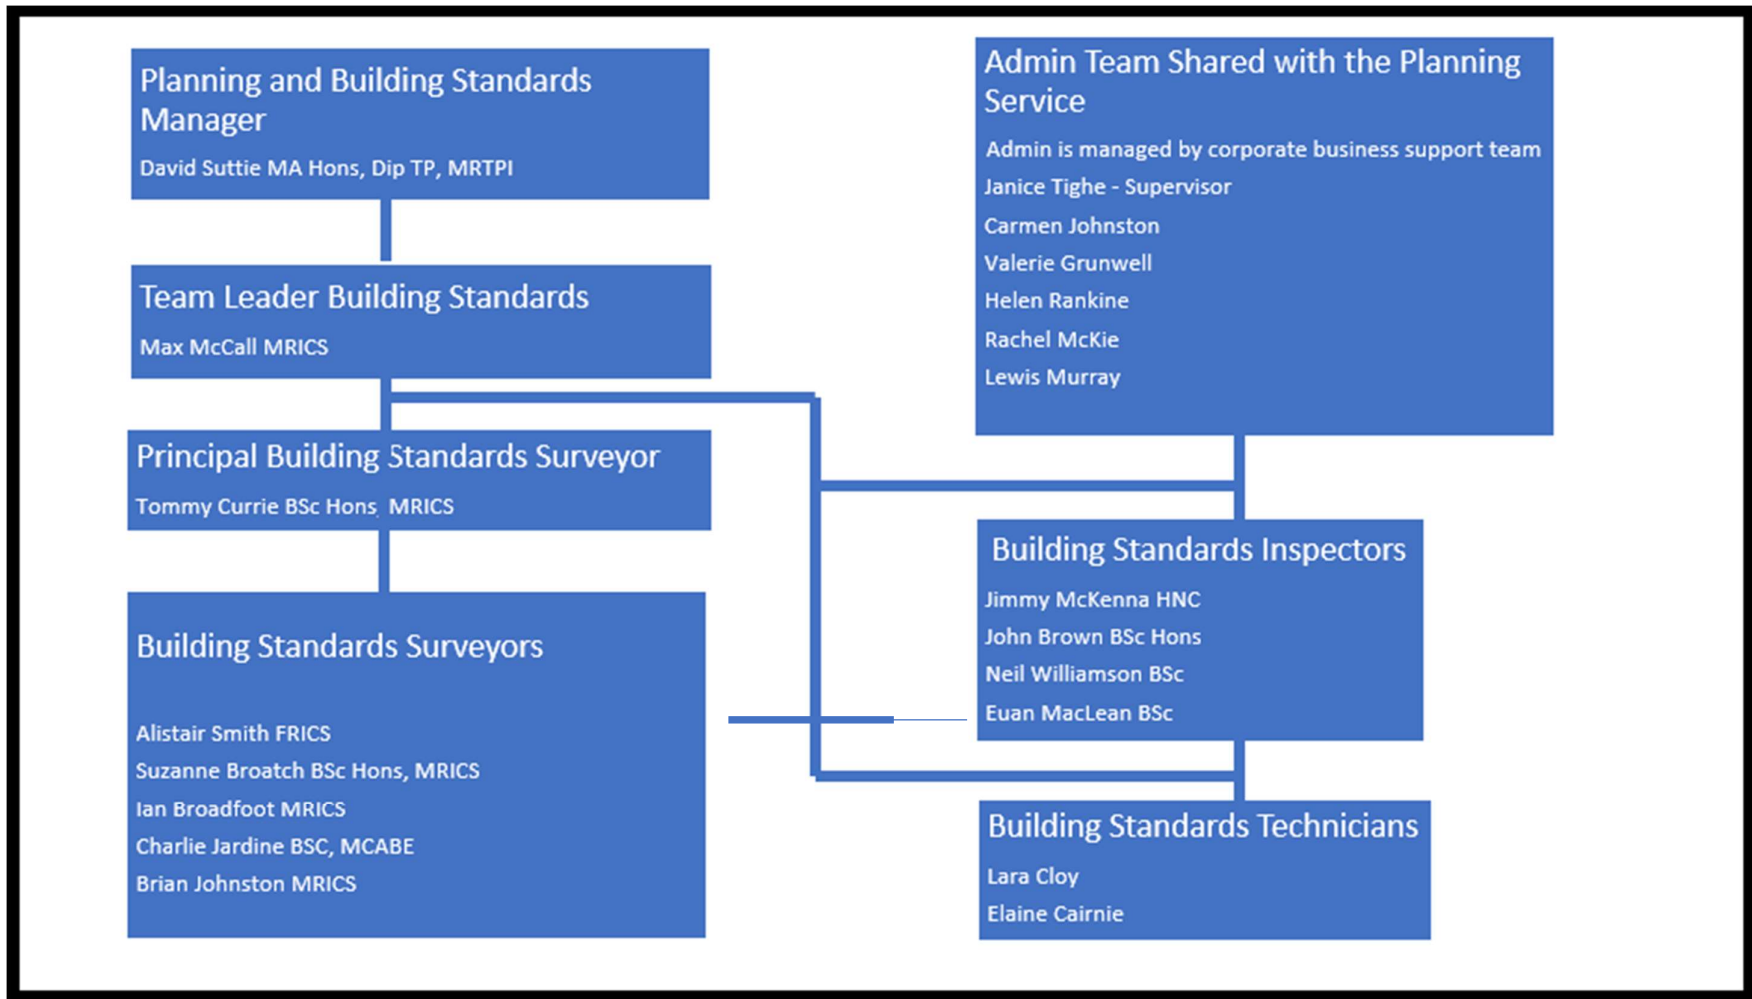 Planning and Building Standards
Manager
David Suttie MA Hons, Dip TP, MRTPI
Team Leader Building Standards
Max McCall MRICS
Principal Building Standards Surveyor
Tommy Currie BSc Hons, MRICS
Building Standards Surveyors
Alistair Smith FRICS
Suzanne Broatch BSc Hons, MRICS
Ian Broadfoot MRICS
Charlie Jardine BSC, MCABE
Brian Johnston MRICS
Admin Team Shared with the Planning
Service
Admin is managed by corporate business support team
Janice Tighe - Supervisor
Carmen Johnston
Valerie Grunwell
Helen Rankine
Rachel McKie
Lewis Murray
Building Standards Inspectors
Jimmy McKenna HNC
John Brown BSc Hons
Neil Williamson BSc
Euan MacLean BSc
Building Standards Technicians
Lara Cloy
Elaine Cairnie